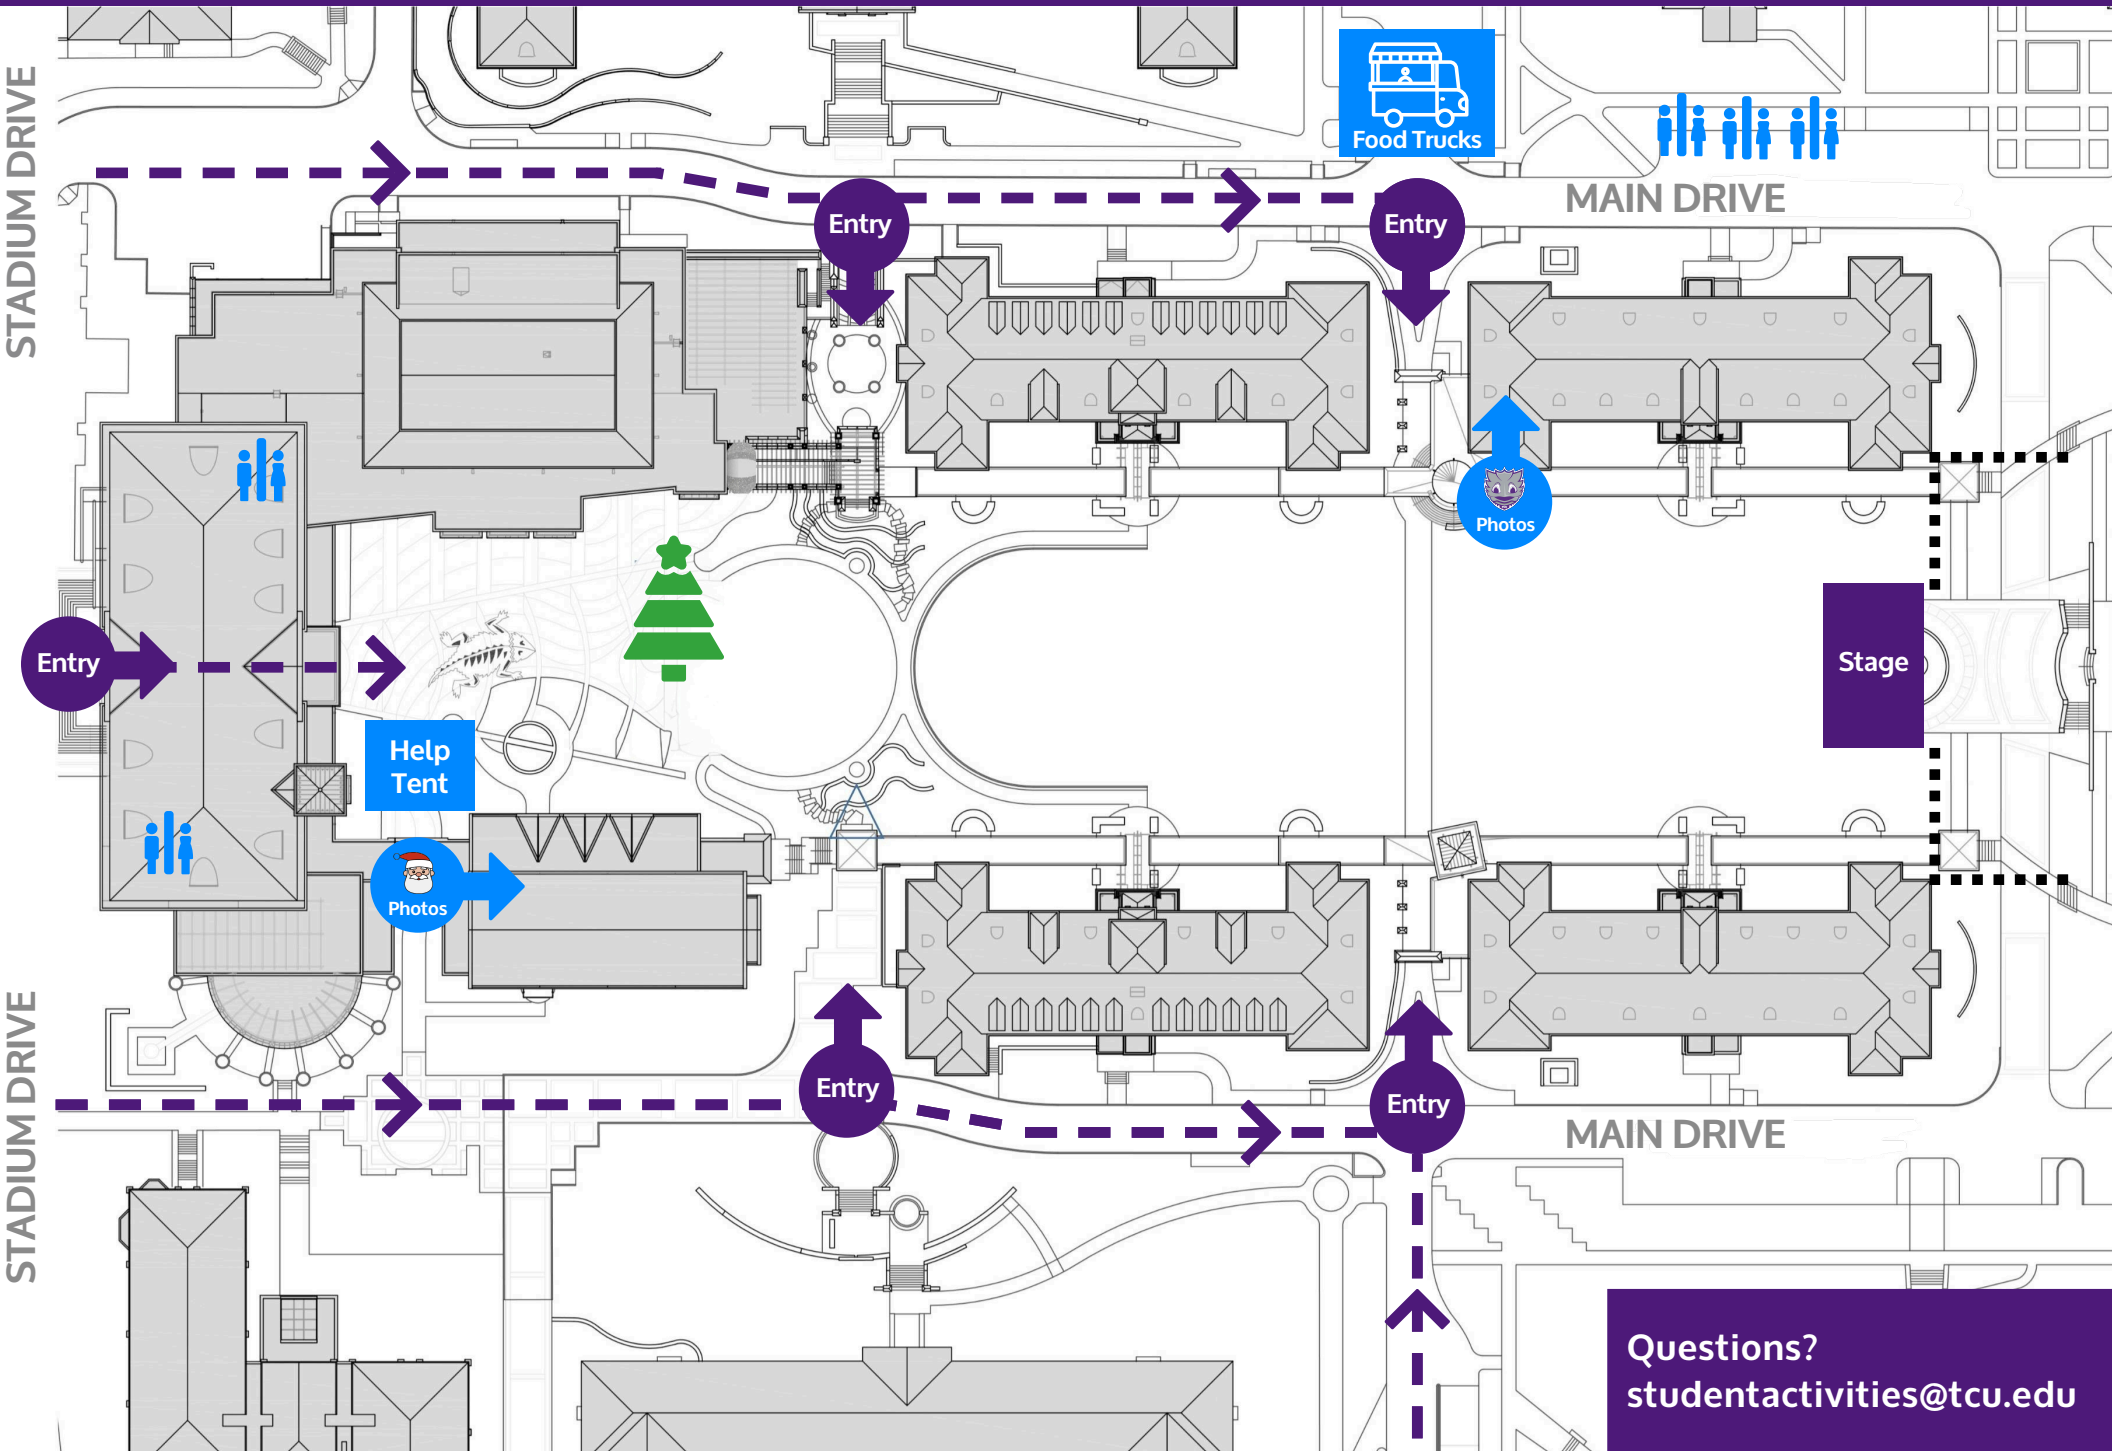 STADIUM DRIVE
Food Trucks
MAIN DRIVE
Entry
Entry
Photos
Entry
Stage
Help
Tent
Photos
STADIUM DRIVE
Entry
Entry
MAIN DRIVE
Questions?
studentactivities@tcu.edu